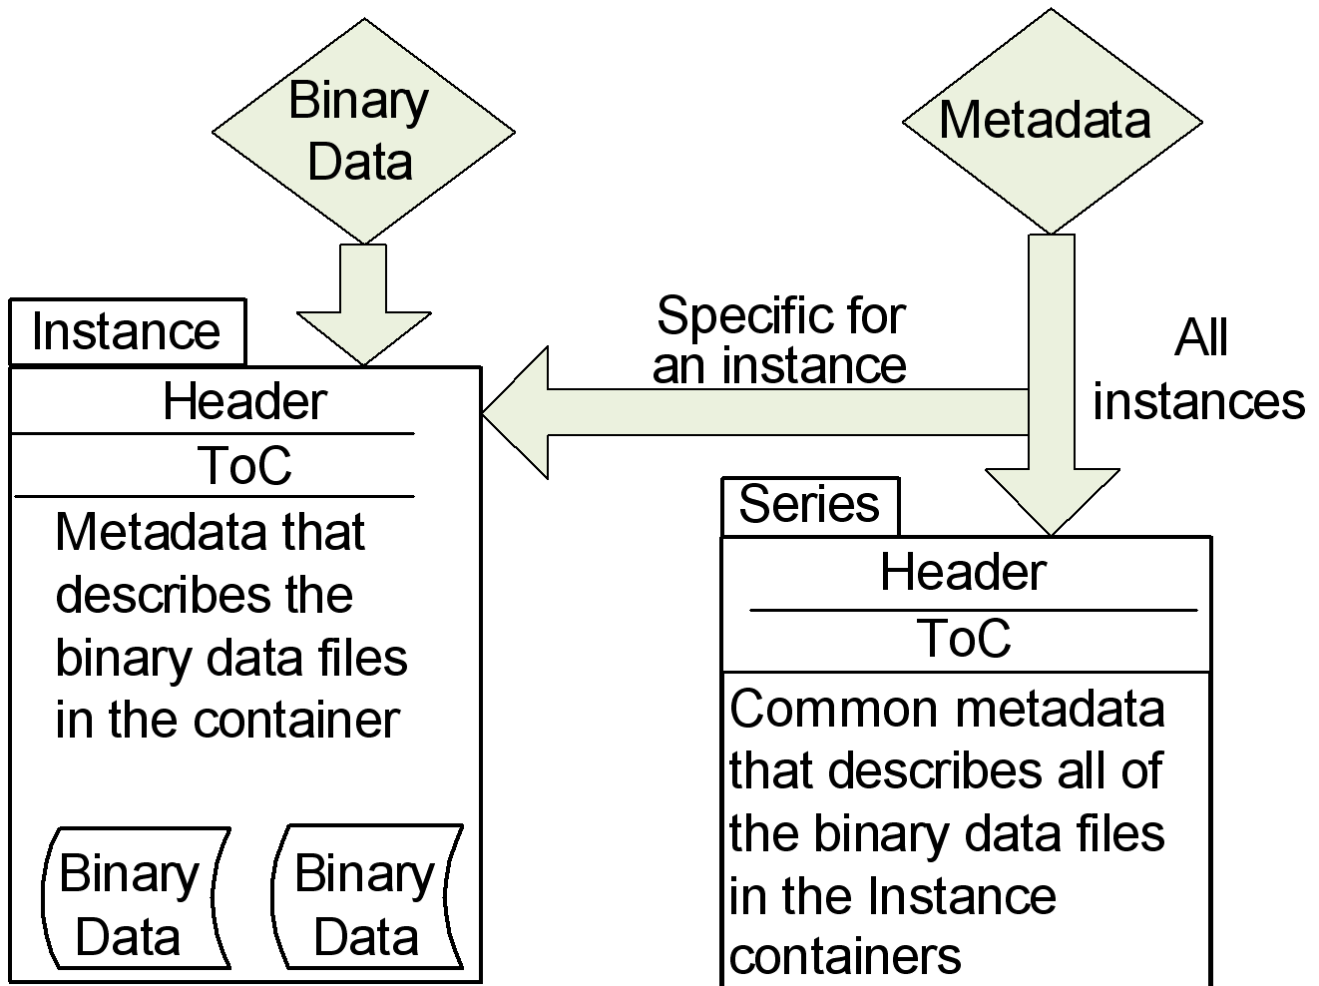 Binary
Data
Metadata
Specific for
an instance
All
instances
Instance
Header
ToC
Metadata that
describes the
binary data files
in the container
Binary
Data
Binary
Data
Series
Header
ToC
Common metadata
that describes all of
the binary data files
in the Instance
containers